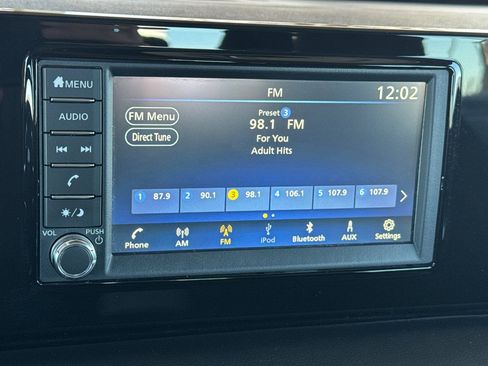 FM
12:02
MENU
AUDIO
VOL
PUSH
FM Menu
Direct Tune
Preset 3
98.1 FM
For You
Adult Hits
1 87.9 2 90.1 3 98.1 4 106.1 5 107.9 6 107.9
Phone AM FM iPod Bluetooth AUX Settings